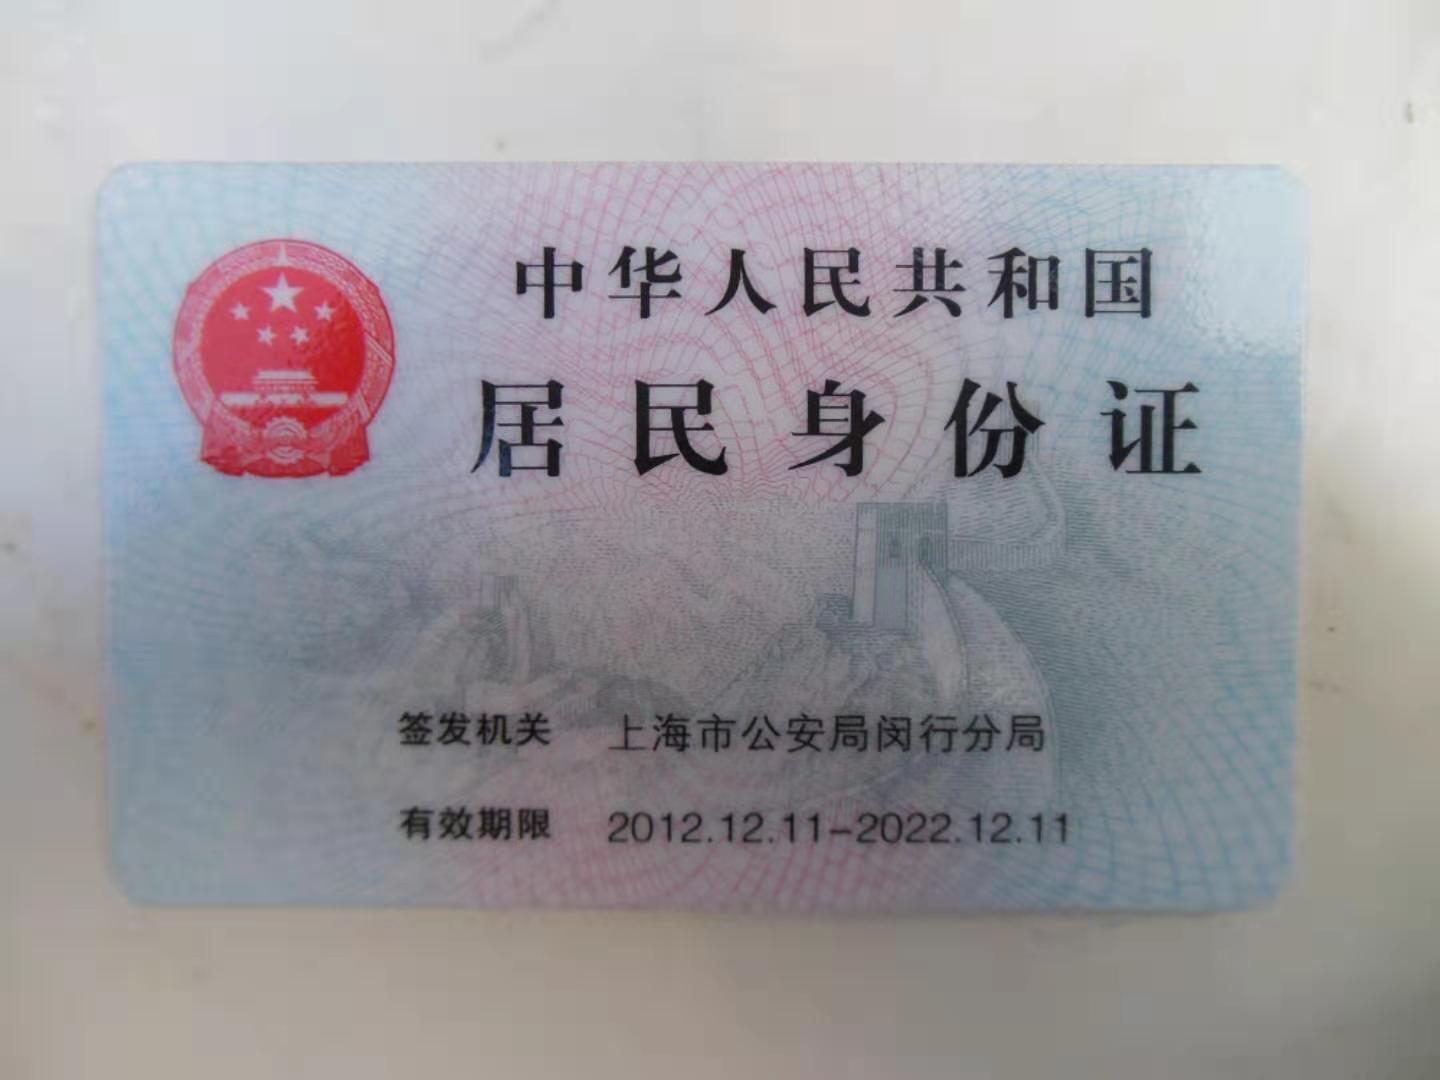 中华人民共和国
居民身份证
签发机关 上海市公安局闵行分局
有效期限 2012.12.11-2022.12.11